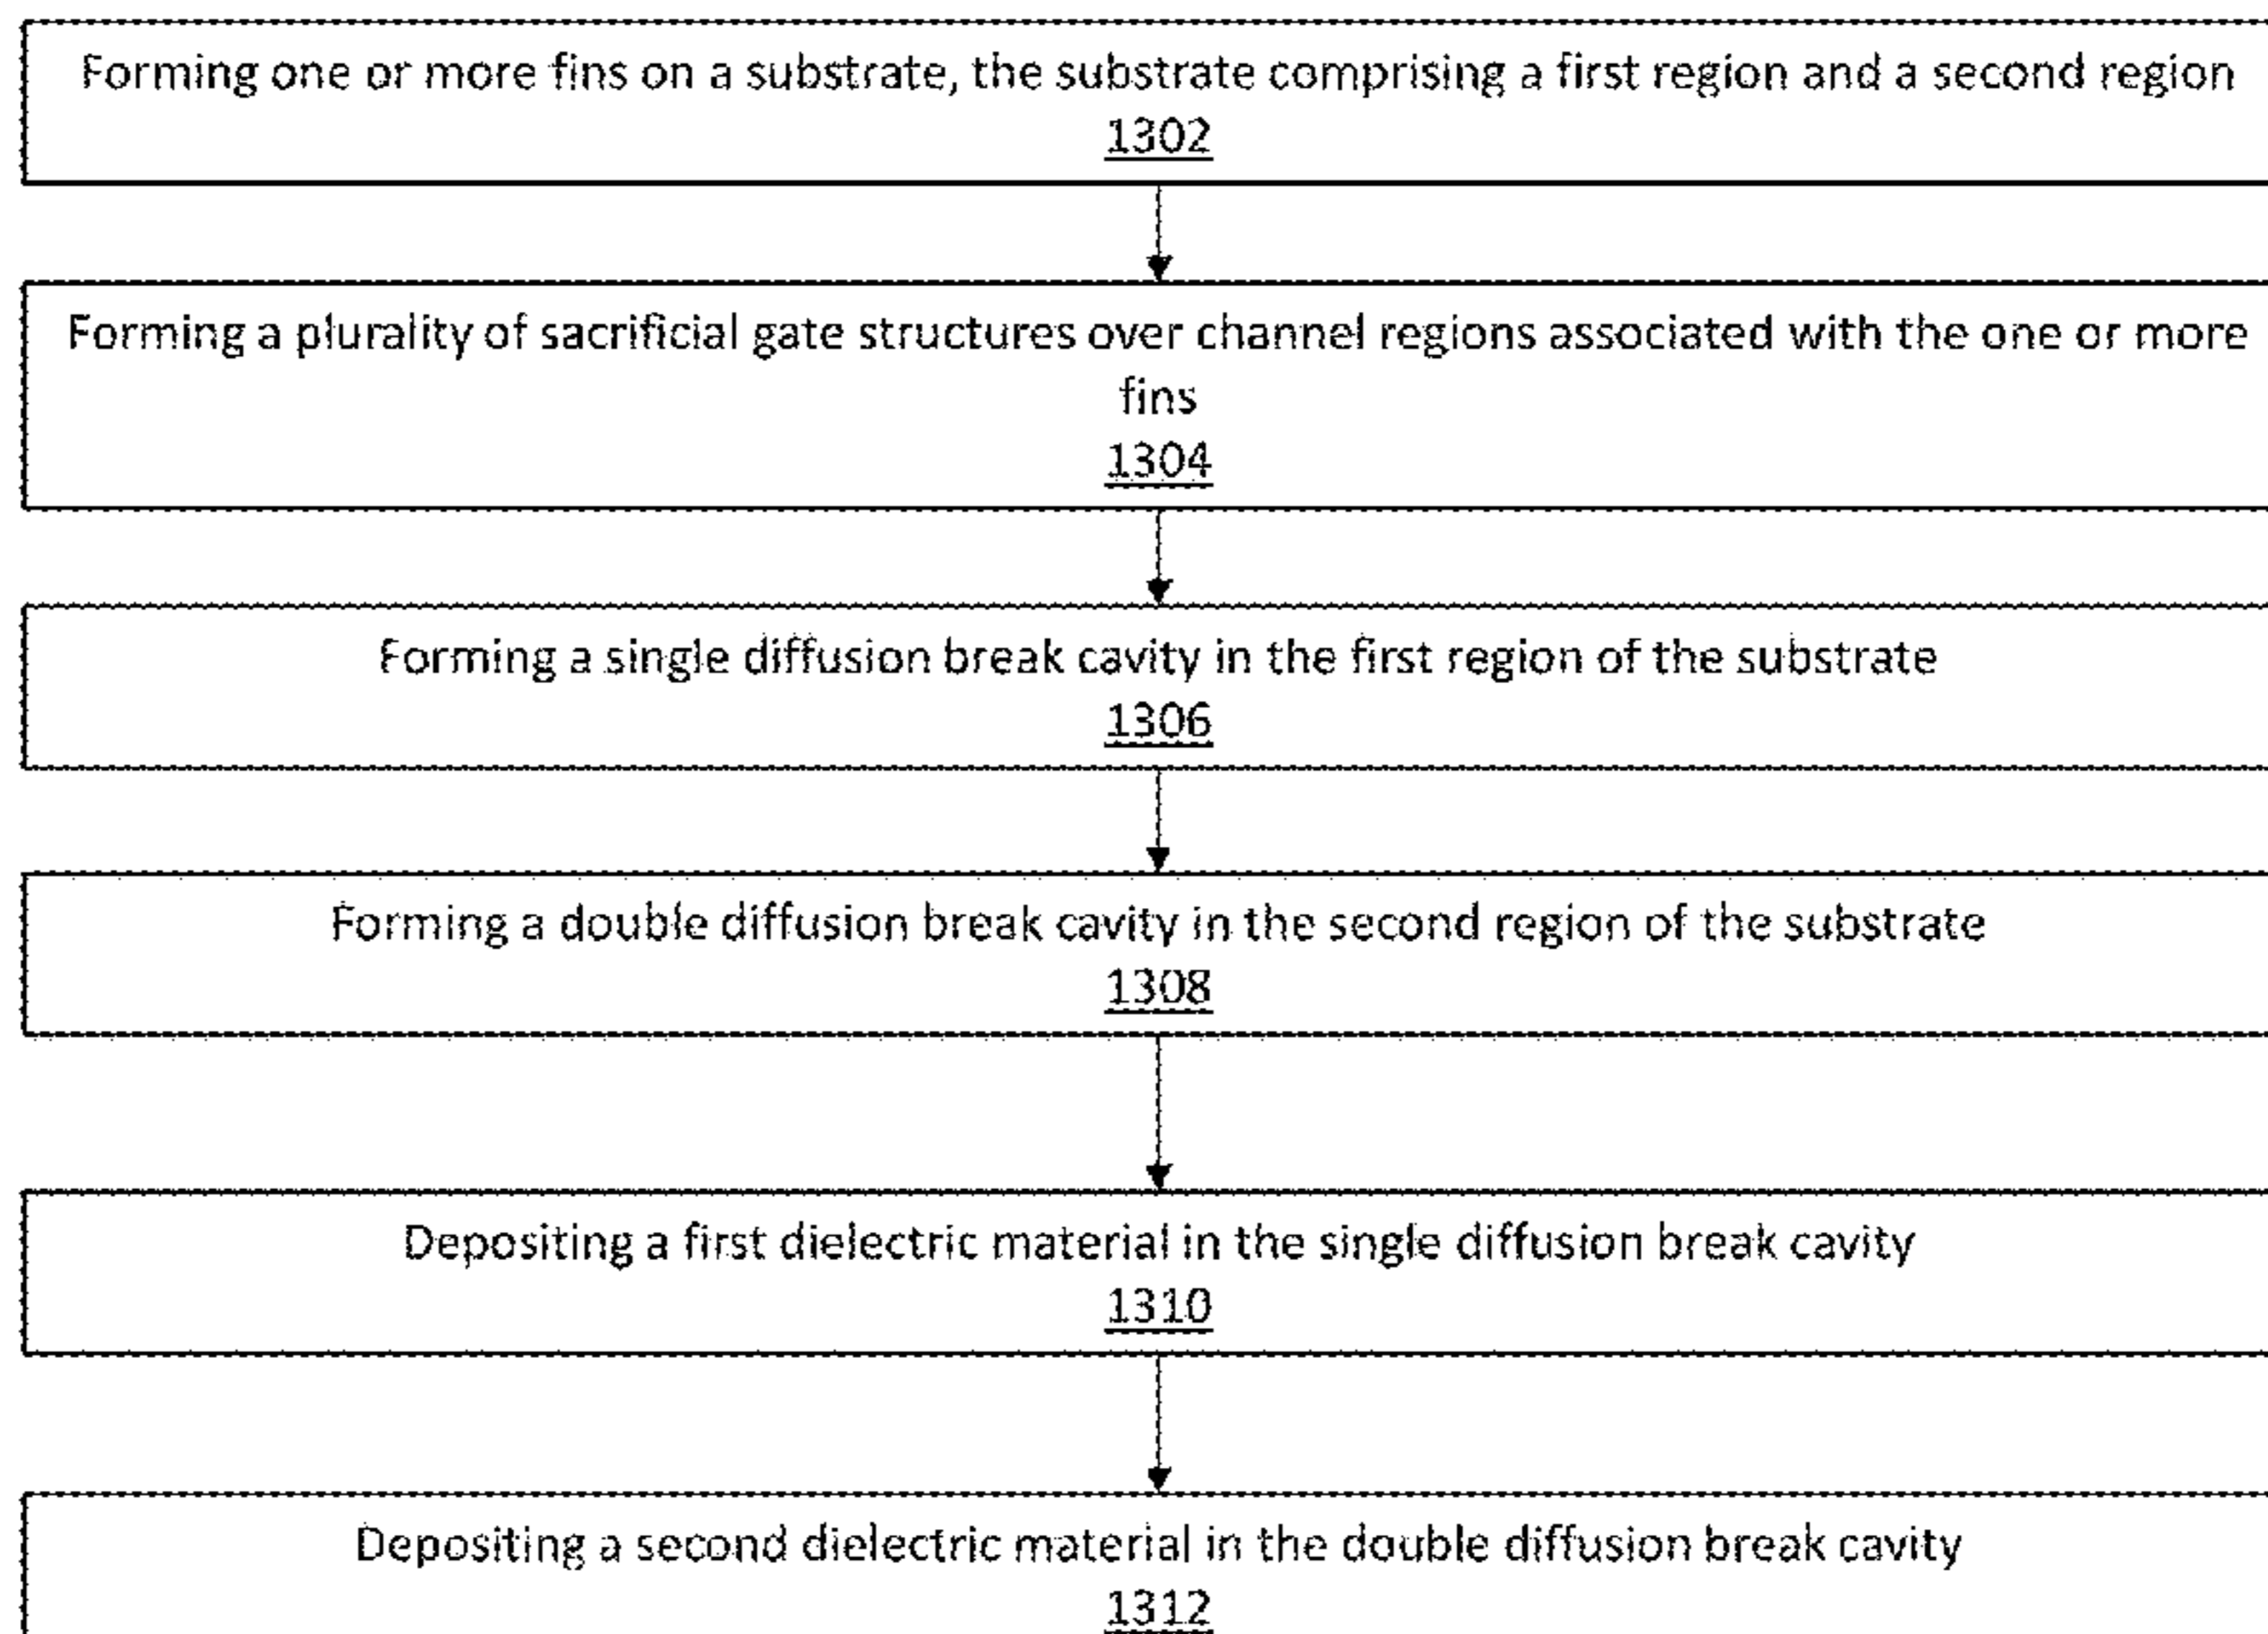 Forming one or more fins on a substrate, the substrate comprising a first region and a second region
1302
Forming a plurality of sacrificial gate structures over channel regions associated with the one or more
fins
1304
Forming a single diffusion break cavity in the first region of the substrate
1306
Forming a double diffusion break cavity in the second region of the substrate
1308
Depositing a first dielectric material in the single diffusion break cavity
1310
Depositing a second dielectric material in the double diffusion break cavity
1312